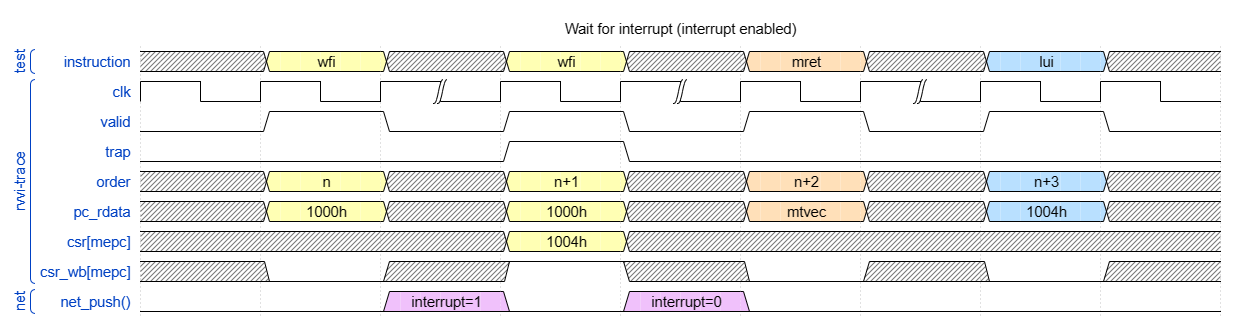 Wait for interrupt (interrupt enabled)
test
instruction wfi wfi mret lui
rvvi-trace
clk
valid
trap
order n n+1 n+2 n+3
pc_rdata 1000h 1000h mtvec 1004h
csr[mepc] 1004h
csr_wb[mepc]
net
net_push() interrupt=1 interrupt=0